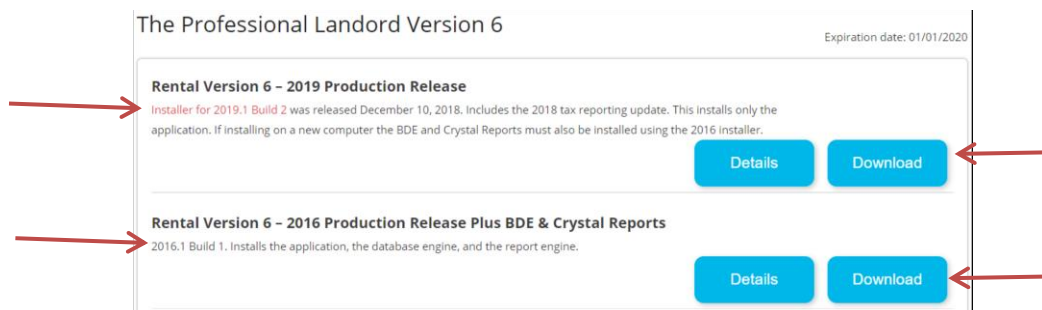 The Professional Landord Version 6
Expiration date: 01/01/2020
Rental Version 6 – 2019 Production Release
Installer for 2019.1 Build 2 was released December 10, 2018. Includes the 2018 tax reporting update. This installs only the
application. If installing on a new computer the BDE and Crystal Reports must also be installed using the 2016 installer.
Details Download
Rental Version 6 – 2016 Production Release Plus BDE & Crystal Reports
2016.1 Build 1. Installs the application, the database engine, and the report engine.
Details Download